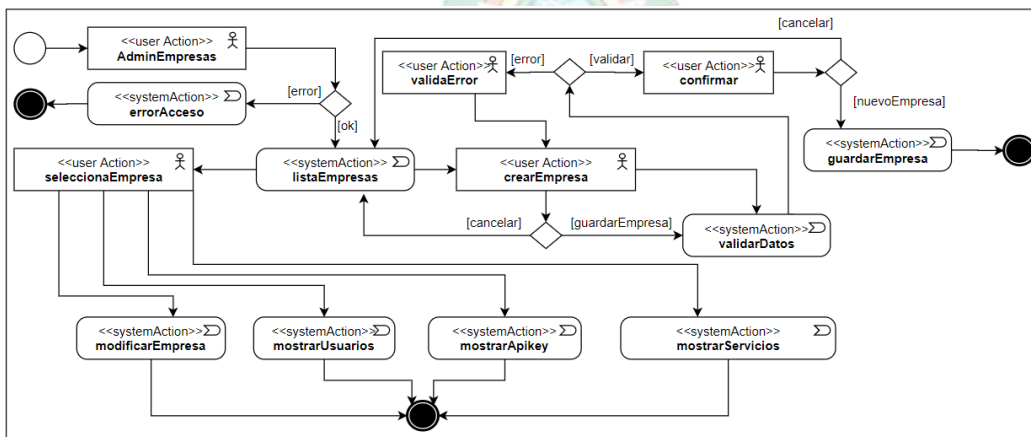 [cancelar]
<<user Action>>
AdminEmpresas
<<user Action>>
validaError
[error]
[validar]
<<user Action>>
confirmar
[error]
<<systemAction>>
errorAcceso
[nuevoEmpresa]
[ok]
<<systemAction>>
guardarEmpresa
<<user Action>>
seleccionaEmpresa
<<systemAction>>
listaEmpresas
<<user Action>>
crearEmpresa
[cancelar]
[guardarEmpresa]
<<systemAction>>
validarDatos
<<systemAction>>
modificarEmpresa
<<systemAction>>
mostrarUsuarios
<<systemAction>>
mostrarApikey
<<systemAction>>
mostrarServicios